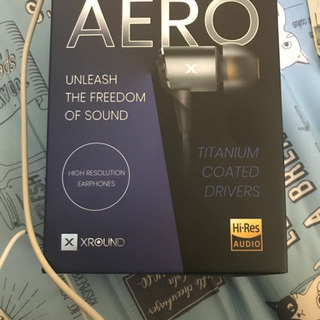 AERO
UNLEASH
THE FREEDOM
OF SOUND
X
HIGH RESOLUTION
EARPHONES
TITANIUM
COATED
DRIVERS
X XROUND
Hi-Res
AUDIO